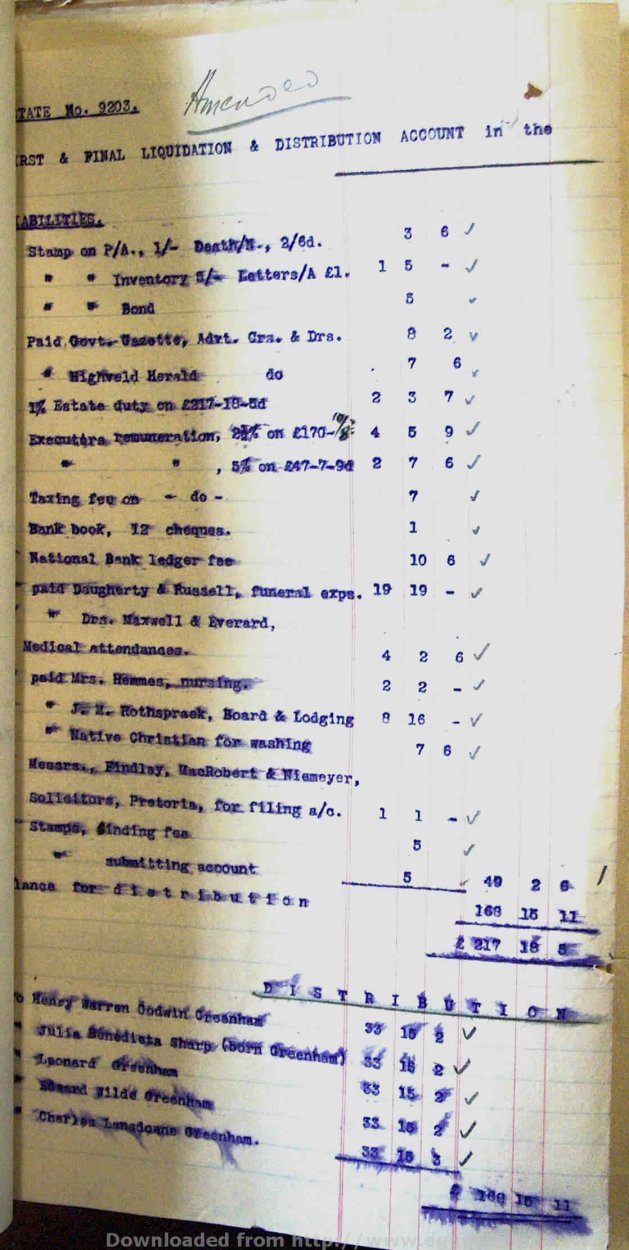 TATE No. 9203.
Amended
RST & FINAL LIQUIDATION & DISTRIBUTION ACCOUNT in the
LABILITIES.
Stamp on P/A., 1/- Death/N., 2/6d. 3 6
" " Inventory 5/- Letters/A £1. 1 5 -
" " Bond 5
Paid Govt. Gazette, Advt. Crs. & Drs. 8 2
" Highveld Herald do 7 6
1% Estate duty on £217-18-5d 2 3 7
Executors remuneration, 2½% on £170- 4 5 9
" " , 5% on £47-7-9d 2 7 6
Taxing fee on - do - 7
Bank book, 12 cheques. 1
National Bank ledger fee 10 6
" paid Daugherty & Russell, funeral exps. 19 19 -
" Drs. Maxwell & Everard,
Medical attendances. 4 2 6
" paid Mrs. Hemmes, nursing. 2 2 -
" J. Z. Rothspraek, Board & Lodging 8 16 -
" Native Christian for washing 7 6
Messrs., Findlay, MacRobert & Niemeyer,
Solicitors, Pretoria, for filing a/c. 1 1 -
" Stamps, finding fee 5
" submitting account 5 49 2 6
lance for distribution 168 15 11
£ 217 18 5
DISTRIBUTION
o Henry Warren Godwin Greenham 33 15 2
" Julia Benedicta Sharp (born Greenham) 33 15 2
" Leonard Greenham 33 15 2
" Edward Wilde Greenham 33 15 2
" Charles Lansdowne Greenham. 33 15 3
£ 168 15 11
Downloaded from http://www.eg